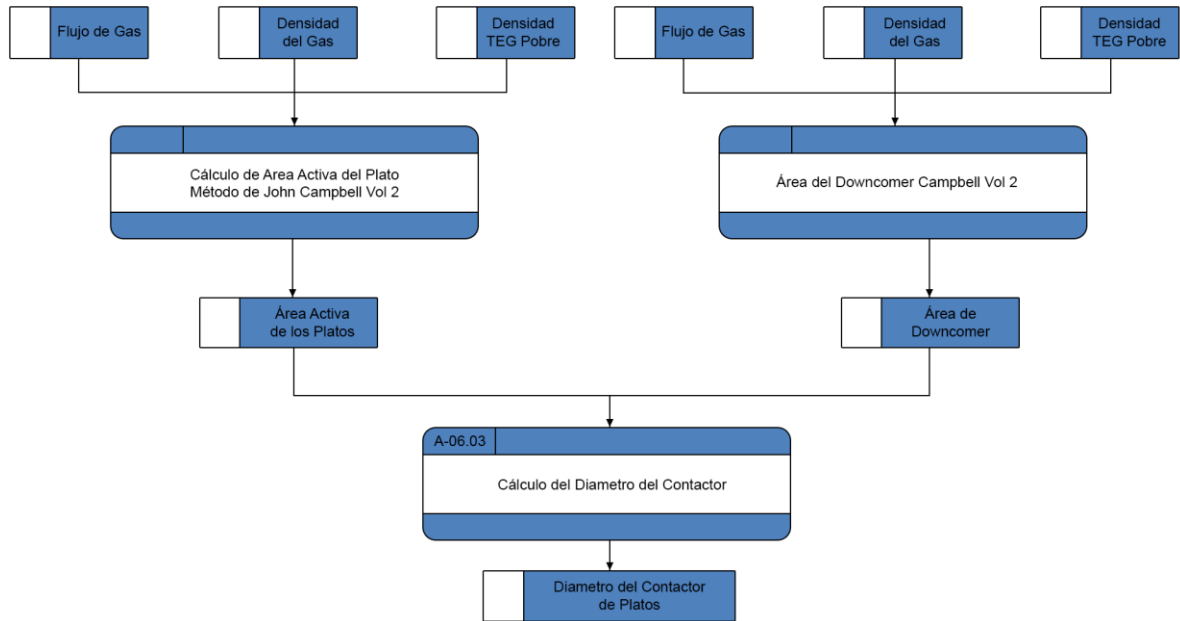 Flujo de Gas
Densidad
del Gas
Densidad
TEG Pobre
Flujo de Gas
Densidad
del Gas
Densidad
TEG Pobre
Cálculo de Area Activa del Plato
Método de John Campbell Vol 2
Área del Downcomer Campbell Vol 2
Área Activa
de los Platos
Área de
Downcomer
A-06.03
Cálculo del Diametro del Contactor
Diametro del Contactor
de Platos